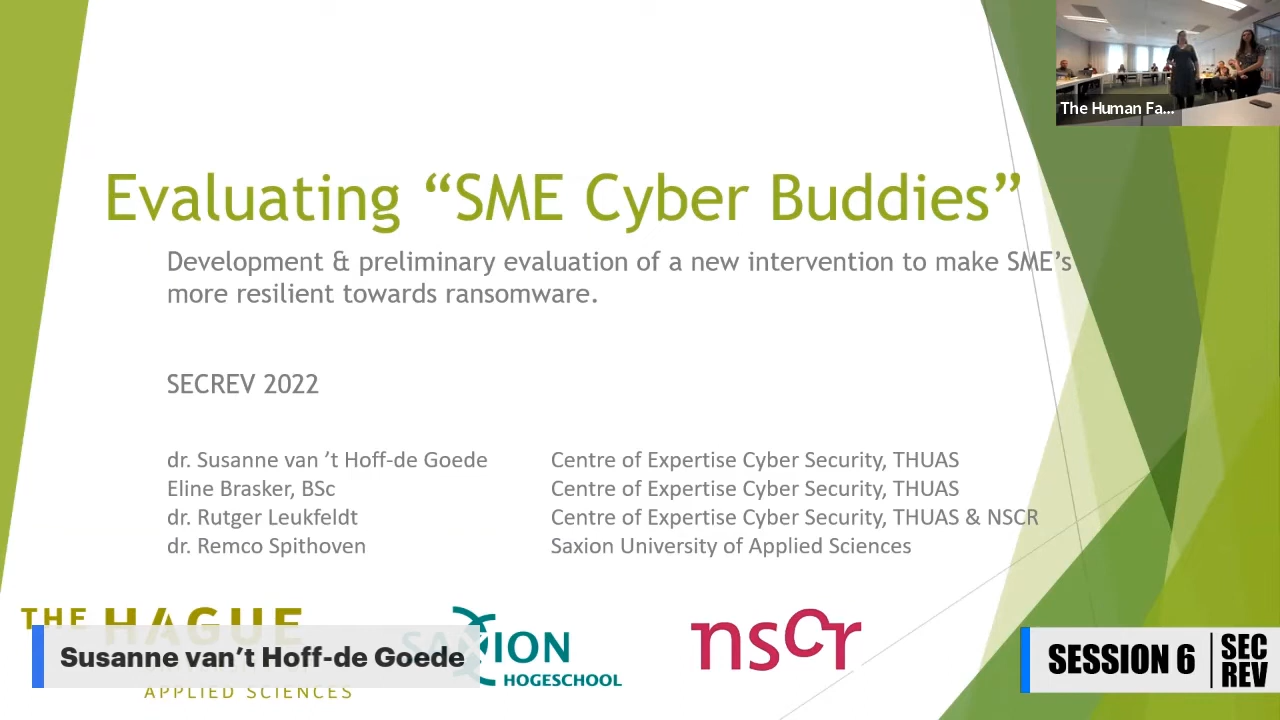 The Human Fa...
Evaluating “SME Cyber Buddies”
Development & preliminary evaluation of a new intervention to make SME’s
more resilient towards ransomware.
SECREV 2022
dr. Susanne van ’t Hoff-de Goede Centre of Expertise Cyber Security, THUAS
Eline Brasker, BSc Centre of Expertise Cyber Security, THUAS
dr. Rutger Leukfeldt Centre of Expertise Cyber Security, THUAS & NSCR
dr. Remco Spithoven Saxion University of Applied Sciences
THE HAGUE
APPLIED SCIENCES
SAXION
HOGESCHOOL
nscr
Susanne van’t Hoff-de Goede
SESSION 6
SEC
REV